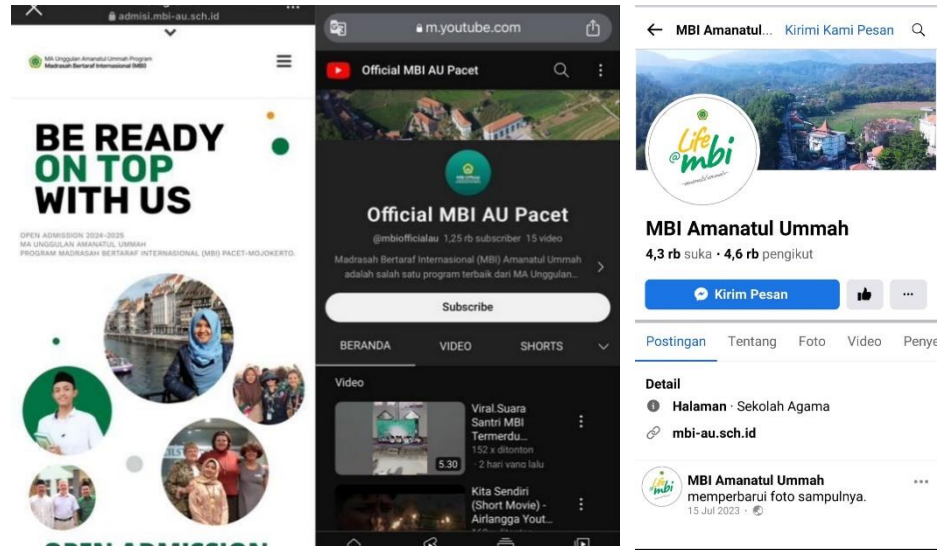 admisi.mbi-au.sch.id
MA Unggulan Amanatul Ummah Program
Madrasah Bertaraf Internasional (MBI)
BE READY
ON TOP
WITH US
OPEN ADMISSION 2024-2025
MA UNGGULAN AMANATUL UMMAH
PROGRAM MADRASAH BERTARAF INTERNASIONAL (MBI) PACET-MOJOKERTO.
OPEN ADMISSION
m.youtube.com
Official MBI AU Pacet
Official MBI AU Pacet
@mbiofficialau 1,25 rb subscriber 15 video
Madrasah Bertaraf Internasional (MBI) Amanatul Ummah
adalah salah satu program terbaik dari MA Unggulan...
Subscribe
BERANDA VIDEO SHORTS
Video
Viral.Suara
Santri MBI
Termerdu...
152 x ditonton
· 2 hari yang lalu
5.30
Kita Sendiri
(Short Movie) -
Airlangga Yout...
MBI Amanatul... Kirimi Kami Pesan
Life
@mbi
MBI Amanatul Ummah
4,3 rb suka • 4,6 rb pengikut
Kirim Pesan
Postingan Tentang Foto Video Penye
Detail
Halaman · Sekolah Agama
mbi-au.sch.id
Life
@mbi
MBI Amanatul Ummah
memperbarui foto sampulnya.
15 Jul 2023 ·